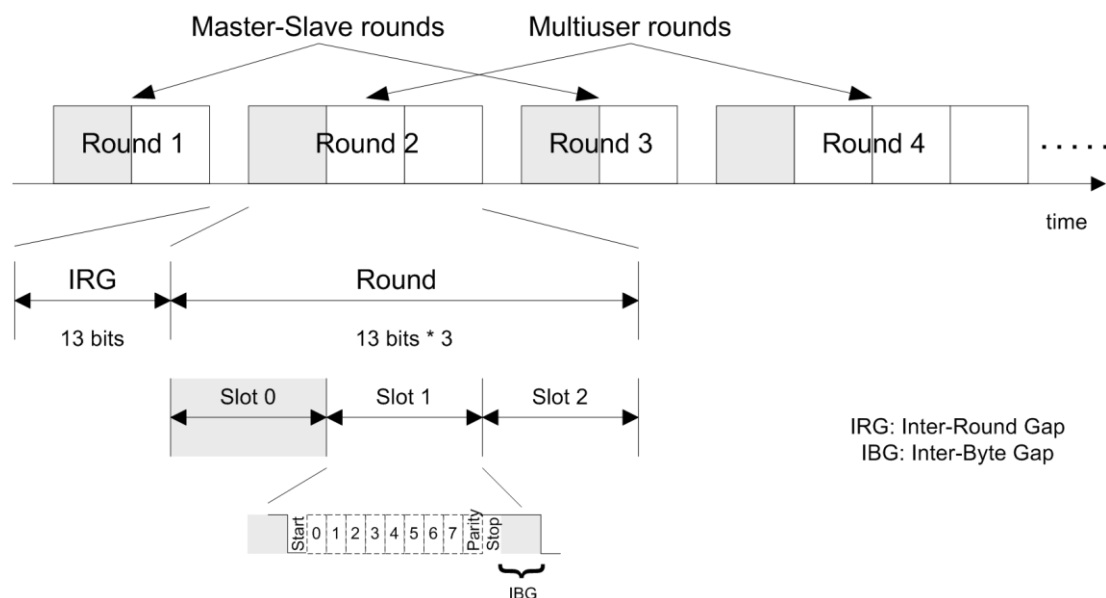 Master-Slave rounds Multiuser rounds
Round 1 Round 2 Round 3 Round 4 .....
time
IRG Round
13 bits 13 bits * 3
Slot 0 Slot 1 Slot 2
IRG: Inter-Round Gap
IBG: Inter-Byte Gap
Start 0 1 2 3 4 5 6 7 Parity Stop
IBG